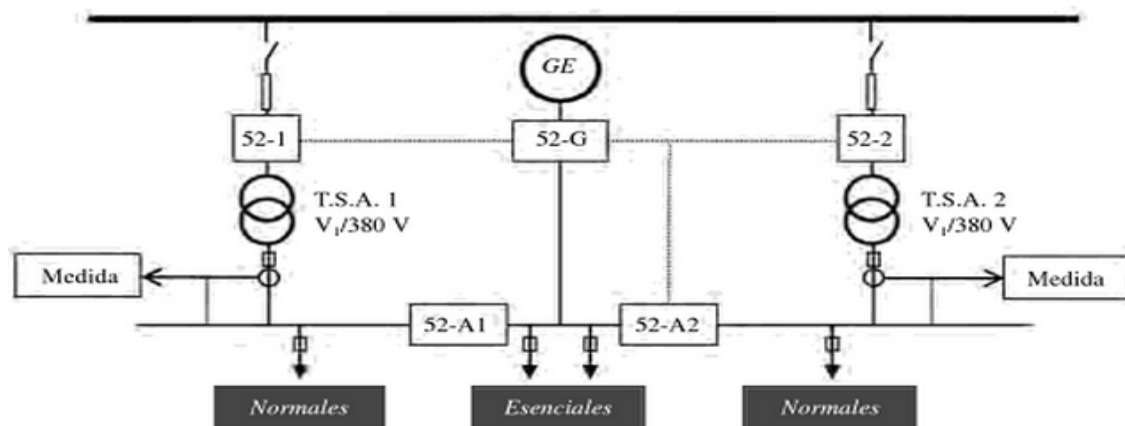 GE
52-1
52-G
52-2
T.S.A. 1
V₁/380 V
T.S.A. 2
V₁/380 V
Medida
Medida
52-A1
52-A2
Normales
Esenciales
Normales